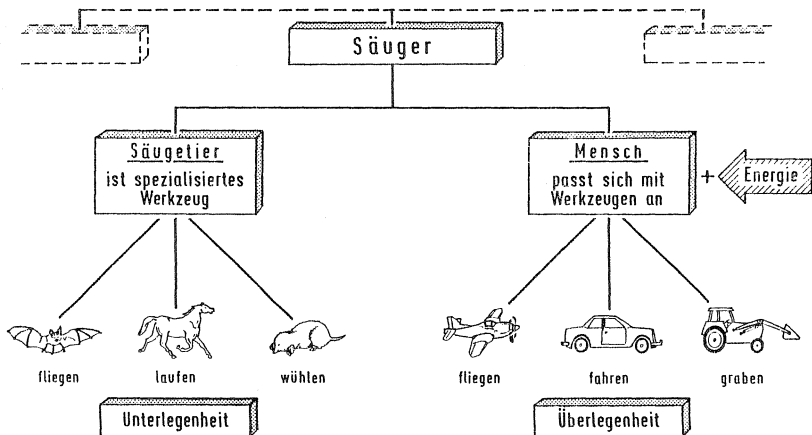 Säuger
Säugetier
ist spezialisiertes
Werkzeug
Mensch
passt sich mit
Werkzeugen an
+
Energie
fliegen
laufen
wühlen
fliegen
fahren
graben
Unterlegenheit
Überlegenheit